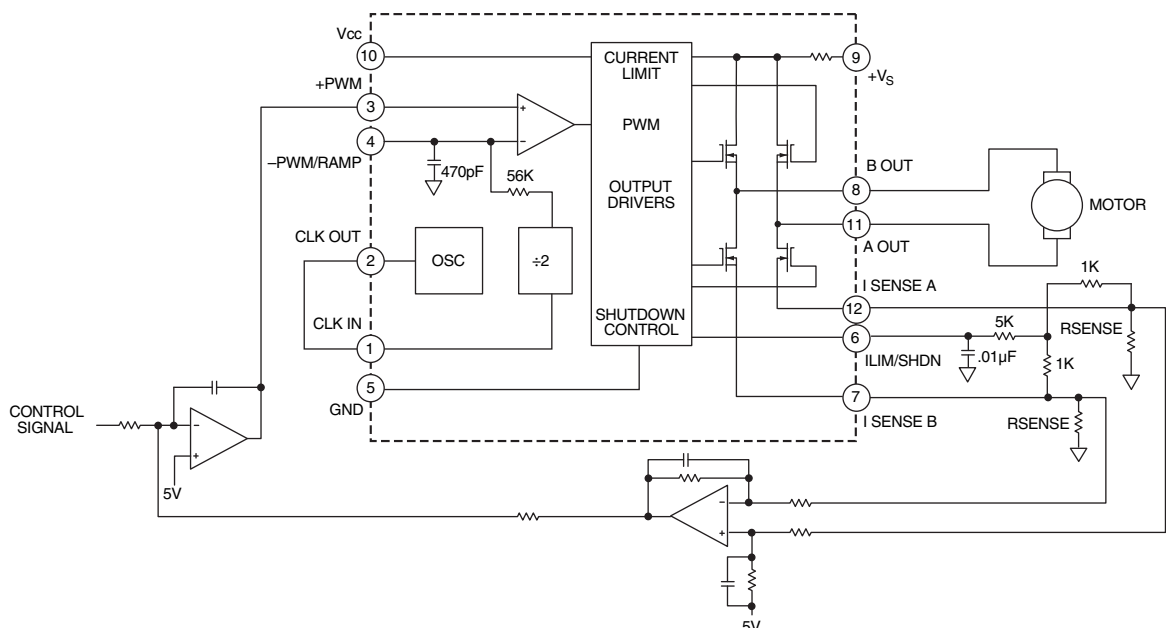 Vcc
10
CURRENT
LIMIT
9
+VS
+PWM
3
+
PWM
4
–
–PWM/RAMP
470pF
56K
B OUT
8
OUTPUT
DRIVERS
MOTOR
11
A OUT
CLK OUT
2
OSC
÷2
1K
I SENSE A
12
SHUTDOWN
CONTROL
5K
RSENSE
CLK IN
1
6
ILIM/SHDN
.01µF
1K
5
GND
7
I SENSE B
RSENSE
CONTROL
SIGNAL
–
+
5V
–
+
5V